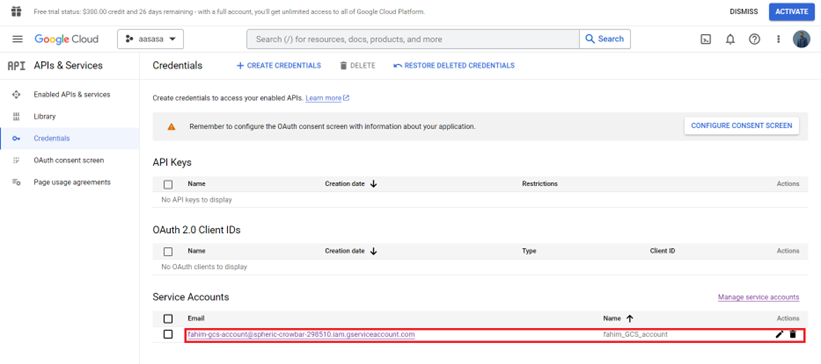 Free trial status: $300.00 credit and 26 days remaining - with a full account, you'll get unlimited access to all of Google Cloud Platform.
DISMISS
ACTIVATE
Google Cloud
aasasa
Search (/) for resources, docs, products, and more
Search
API APIs & Services
Credentials
+ CREATE CREDENTIALS
DELETE
RESTORE DELETED CREDENTIALS
Enabled APIs & services
Library
Credentials
OAuth consent screen
Page usage agreements
Create credentials to access your enabled APIs. Learn more
Remember to configure the OAuth consent screen with information about your application.
CONFIGURE CONSENT SCREEN
API Keys
Name Creation date Restrictions Actions
No API keys to display
OAuth 2.0 Client IDs
Name Creation date Type Client ID Actions
No OAuth clients to display
Service Accounts
Manage service accounts
Email Name Actions
fahim-gcs-account@spheric-crowbar-298510.iam.gserviceaccount.com fahim_GCS_account